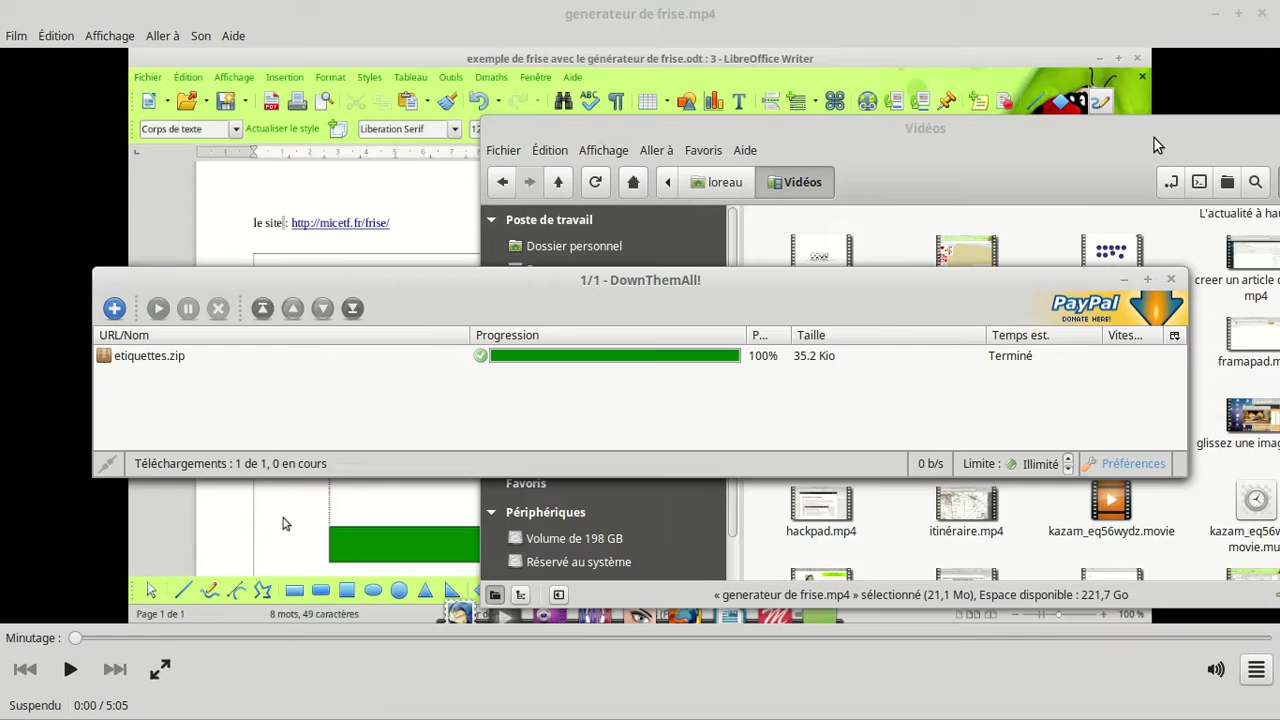 generateur de frise.mp4
Film Édition Affichage Aller à Son Aide
exemple de frise avec le générateur de frise.odt : 3 - LibreOffice Writer
Fichier Édition Affichage Insertion Format Styles Tableau Outils Dmaths Fenêtre Aide
Corps de texte Actualiser le style Liberation Serif 12
Vidéos
Fichier Édition Affichage Aller à Favoris Aide
loreau Vidéos
le site : http://micetf.fr/frise/
Poste de travail
Dossier personnel
L'actualité à hau
creer un article d
mp4
1/1 - DownThemAll!
PayPal
DONATE HERE!
URL/Nom Progression P... Taille Temps est. Vites...
etiquettes.zip 100% 35.2 Kio Terminé
framapad.m
glissez une imag
Téléchargements : 1 de 1, 0 en cours 0 b/s Limite : Illimité Préférences
Favoris
Périphériques
Volume de 198 GB
Réservé au système
hackpad.mp4 itinéraire.mp4 kazam_eq56wydz.movie kazam_eq56wy
dz.movie.mu
« generateur de frise.mp4 » sélectionné (21,1 Mo), Espace disponible : 221,7 Go
Page 1 de 1 8 mots, 49 caractères 100 %
Minutage :
Suspendu 0:00 / 5:05